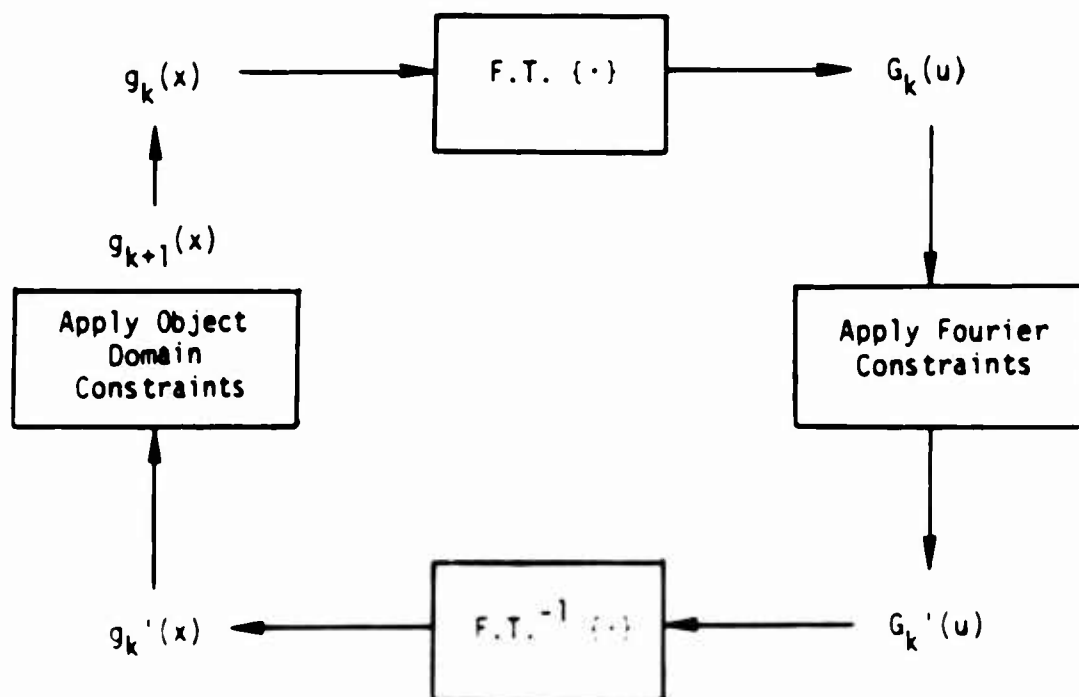 g_k(x)
F.T. {·}
G_k(u)
g_{k+1}(x)
Apply Object
Domain
Constraints
Apply Fourier
Constraints
g_k'(x)
F.T.^{-1} {·}
G_k'(u)